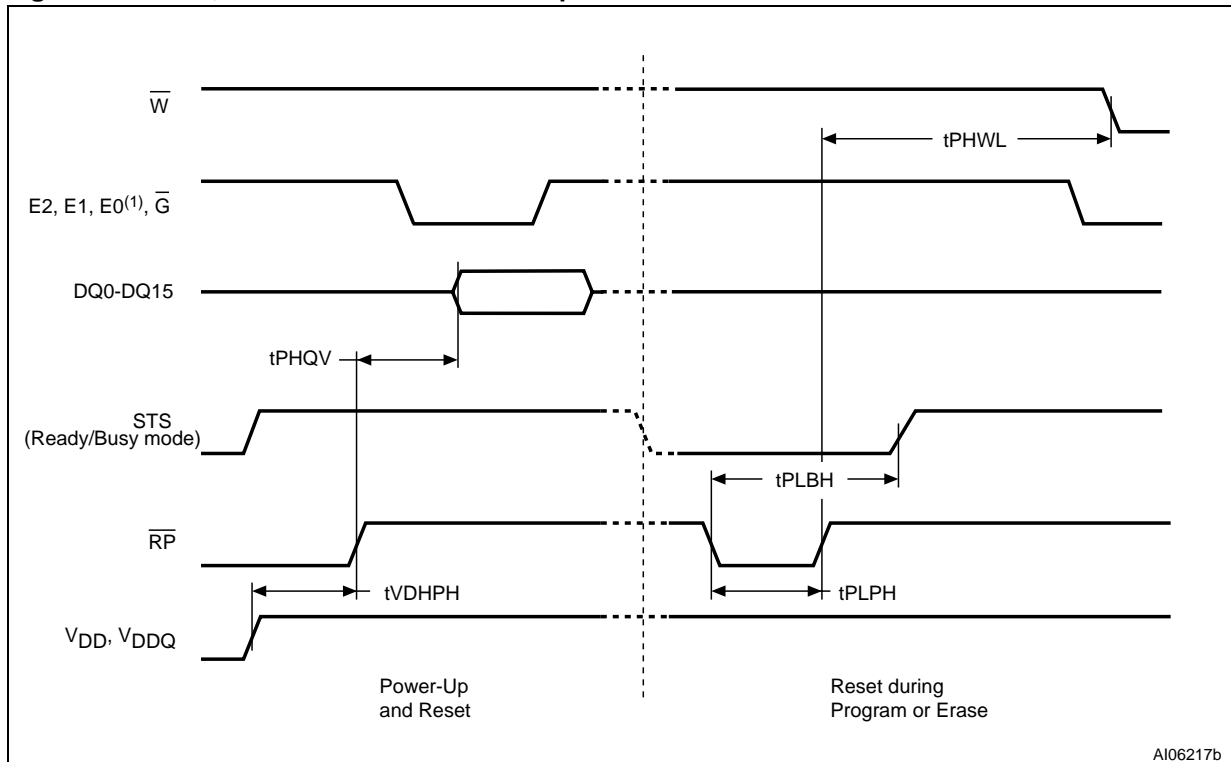 W
tPHWL
E2, E1, E0(1), G
DQ0-DQ15
tPHQV
STS
(Ready/Busy mode)
tPLBH
RP
tVDHPH
tPLPH
VDD, VDDQ
Power-Up
and Reset
Reset during
Program or Erase
AI06217b